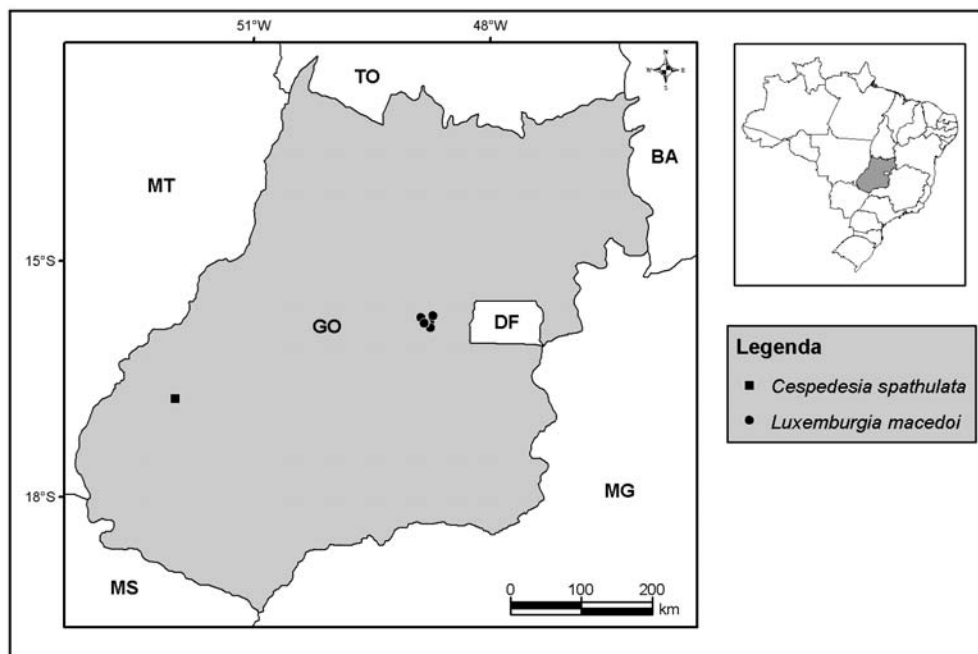 51°W
48°W
TO
N
W
E
S
BA
MT
15°S
GO
DF
Legenda
Cespedesia spathulata
Luxemburgia macedoi
18°S
MG
MS
0 100 200
km